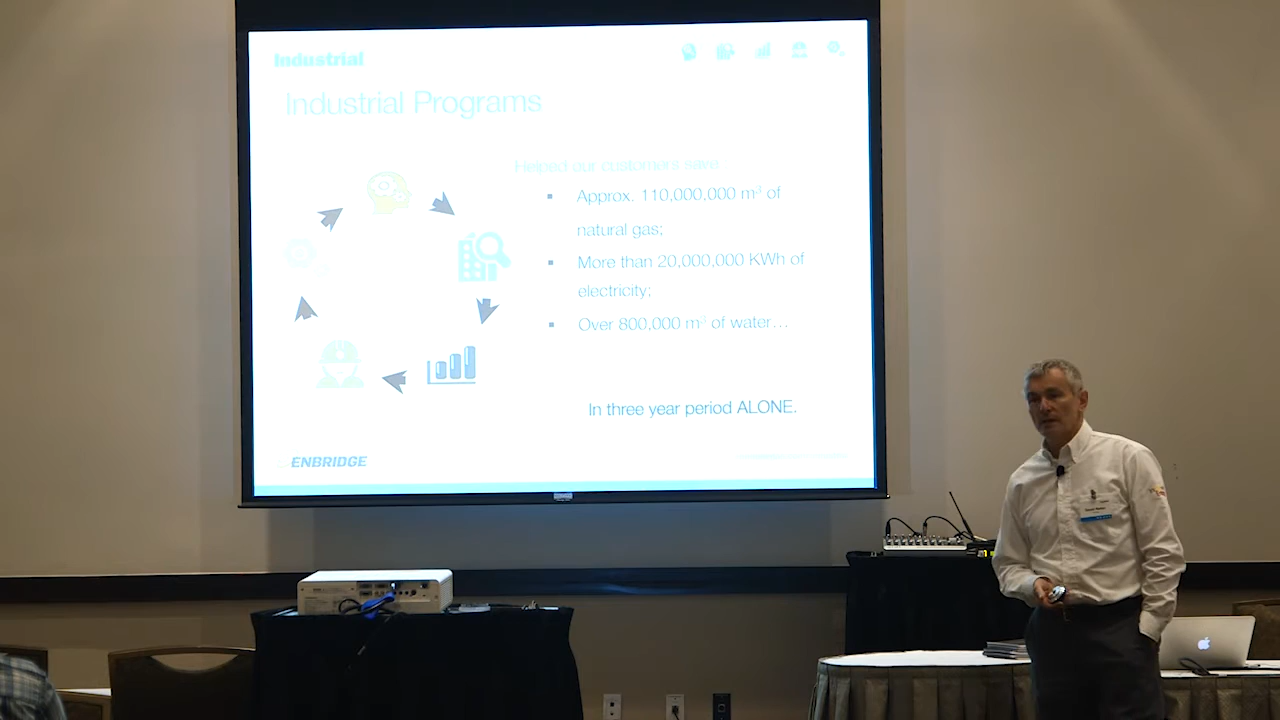 Industrial
Industrial Programs
Helped our customers save
▪ Approx. 110,000,000 m³ of
natural gas;
▪ More than 20,000,000 KWh of
electricity;
▪ Over 800,000 m³ of water…
In three year period ALONE.
ENBRIDGE